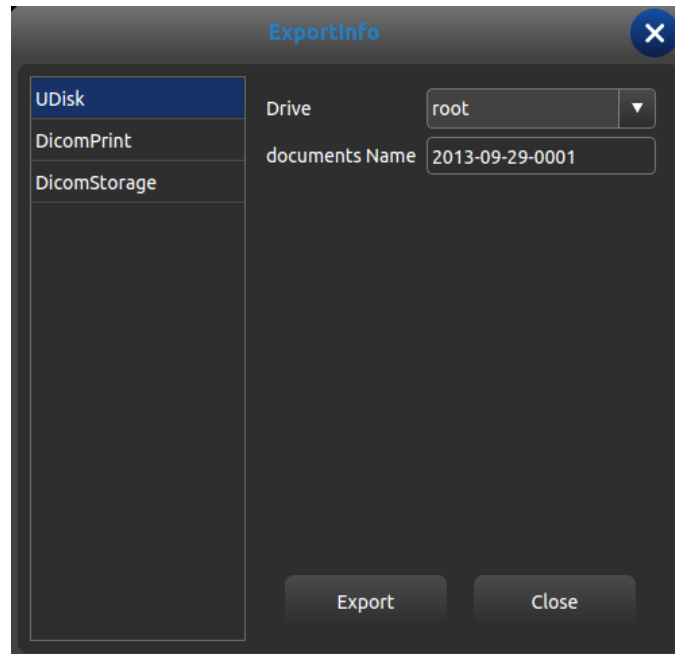 ExportInfo
UDisk
DicomPrint
DicomStorage
Drive
root
documents Name
2013-09-29-0001
Export
Close